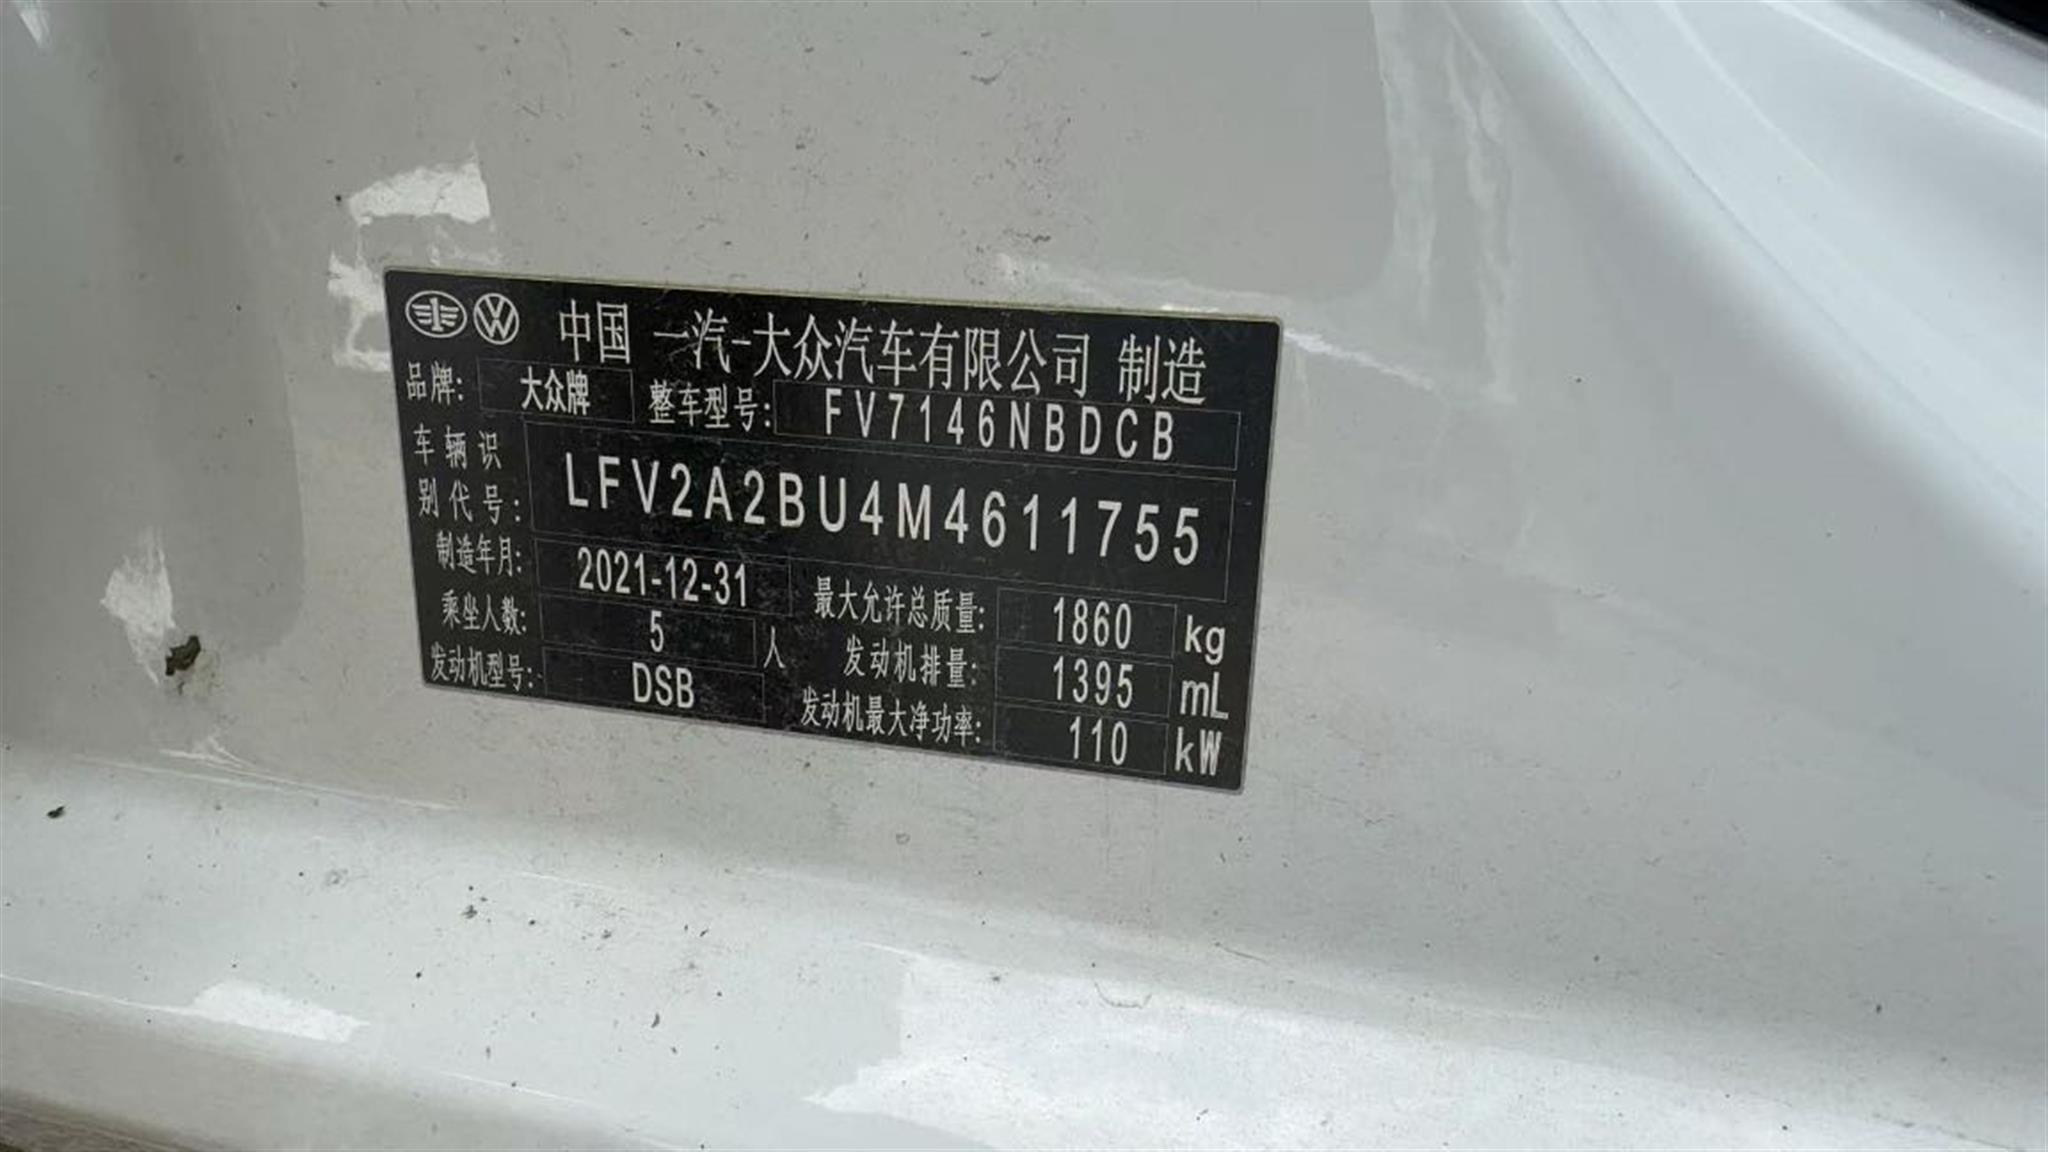 中国 一汽-大众汽车有限公司 制造
品牌: 大众牌 整车型号: FV7146NBDCB
车辆识别代号: LFV2A2BU4M4611755
制造年月: 2021-12-31 最大允许总质量: 1860 kg
乘坐人数: 5 人 发动机排量: 1395 mL
发动机型号: DSB 发动机最大净功率: 110 kW